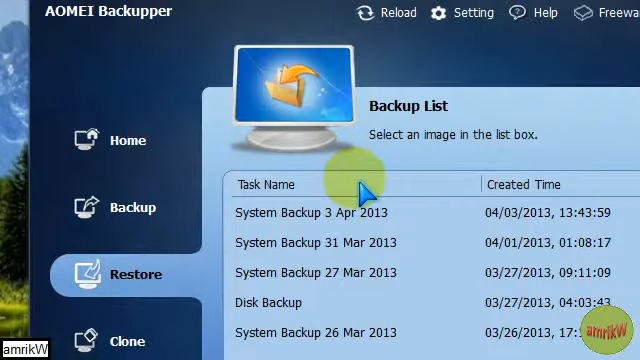 AOMEI Backupper
Reload Setting Help
Backup List
Select an image in the list box.
Home
Backup
Restore
Clone
Task Name Created Time
System Backup 3 Apr 2013 04/03/2013, 13:43:59
System Backup 31 Mar 2013 04/01/2013, 01:08:17
System Backup 27 Mar 2013 03/27/2013, 09:11:09
Disk Backup 03/27/2013, 04:03:43
System Backup 26 Mar 2013 03/26/2013,
amrikW
amrikW